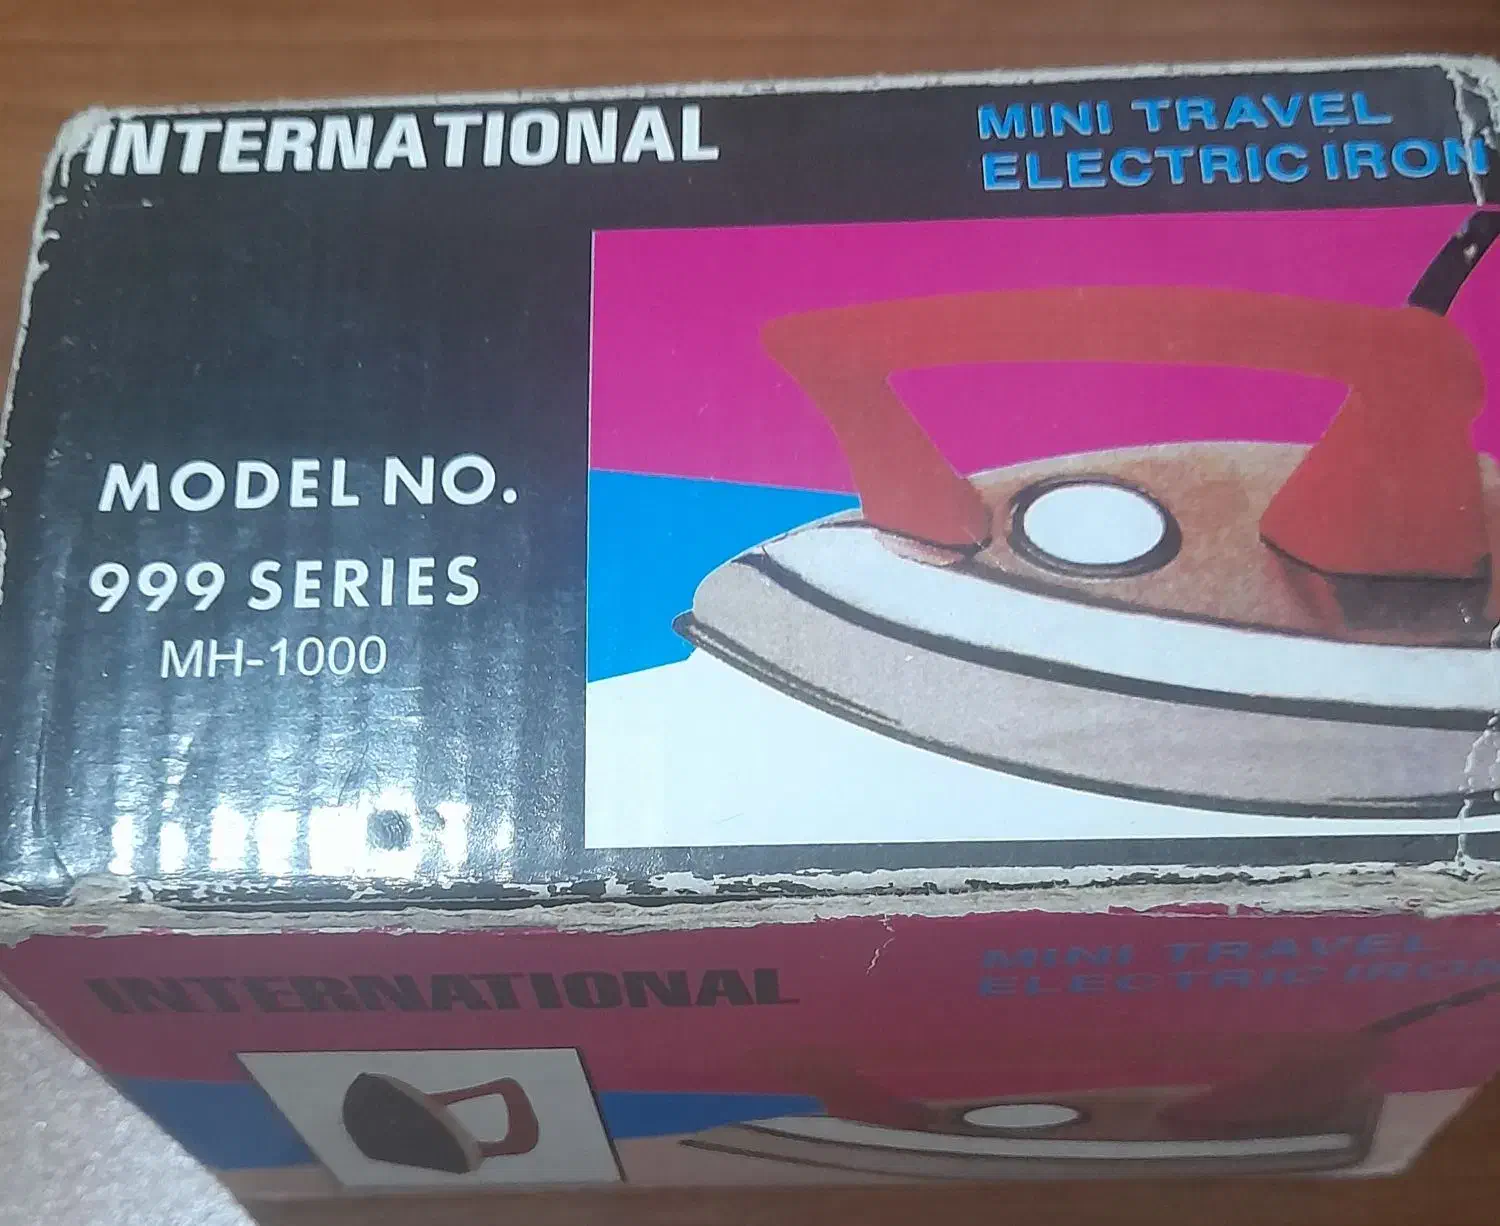 INTERNATIONAL
MINI TRAVEL
ELECTRIC IRON
MODEL NO.
999 SERIES
MH-1000
INTERNATIONAL
MINI TRAVEL
ELECTRIC IRON